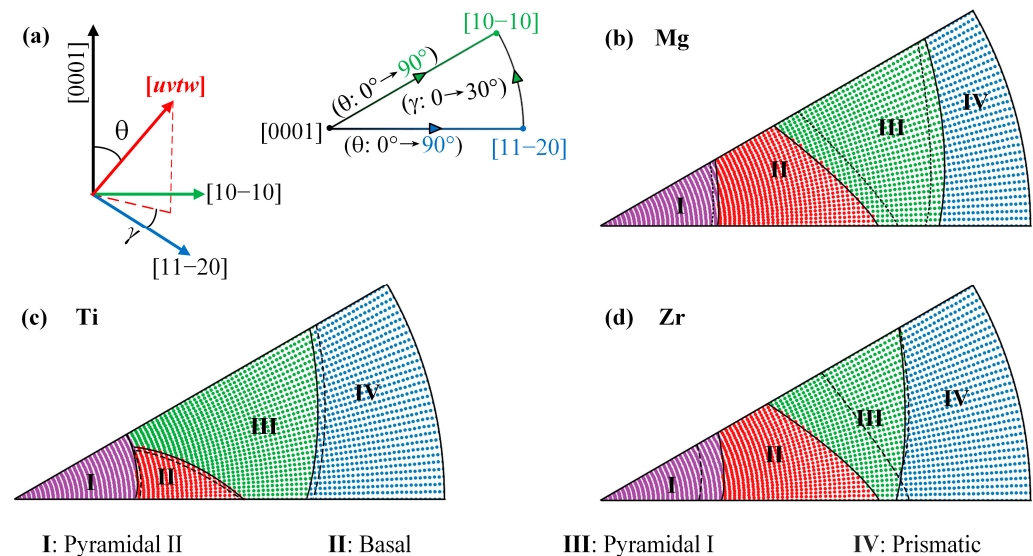 (a)
[0001]
θ
[uvtw]
[10−10]
γ
[11−20]
[10−10]
(θ: 0°→90°)
(γ: 0→30°)
[0001]
(θ: 0°→90°)
[11−20]
(b) Mg
I
II
III
IV
(c) Ti
I
II
III
IV
(d) Zr
I
II
III
IV
I: Pyramidal II
II: Basal
III: Pyramidal I
IV: Prismatic